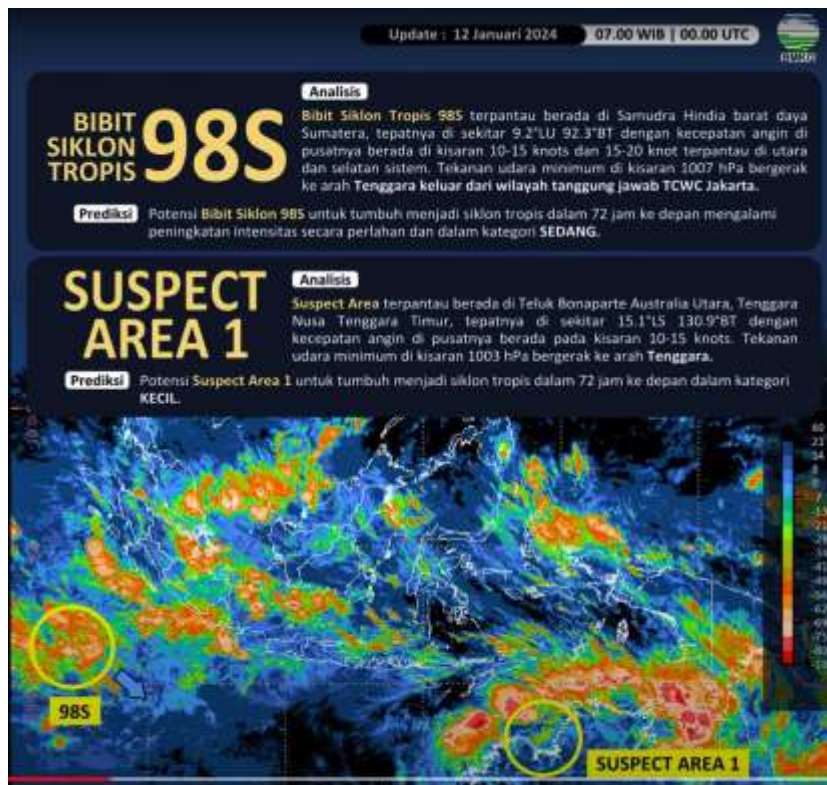 Update : 12 Januari 2024 07.00 WIB | 00.00 UTC
BMKG
BIBIT
SIKLON
TROPIS
98S
Analisis
Bibit Siklon Tropis 98S terpantau berada di Samudra Hindia barat daya
Sumatera, tepatnya di sekitar 9.2°LU 92.3°BT dengan kecepatan angin di
pusatnya berada di kisaran 10-15 knots dan 15-20 knot terpantau di utara
dan selatan sistem. Tekanan udara minimum di kisaran 1007 hPa bergerak
ke arah Tenggara keluar dari wilayah tanggung jawab TCWC Jakarta.
Prediksi Potensi Bibit Siklon 98S untuk tumbuh menjadi siklon tropis dalam 72 jam ke depan mengalami
peningkatan intensitas secara perlahan dan dalam kategori SEDANG.
SUSPECT
AREA 1
Analisis
Suspect Area terpantau berada di Teluk Bonaparte Australia Utara, Tenggara
Nusa Tenggara Timur, tepatnya di sekitar 15.1°LS 130.9°BT dengan
kecepatan angin di pusatnya berada pada kisaran 10-15 knots. Tekanan
udara minimum di kisaran 1003 hPa bergerak ke arah Tenggara.
Prediksi Potensi Suspect Area 1 untuk tumbuh menjadi siklon tropis dalam 72 jam ke depan dalam kategori
KECIL.
98S
SUSPECT AREA 1